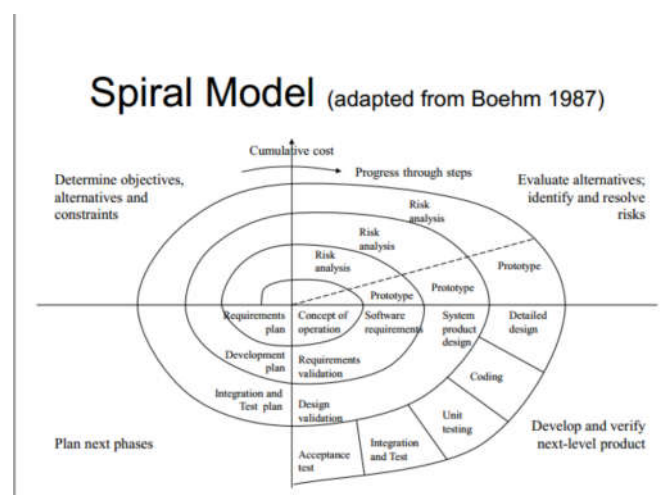 Spiral Model (adapted from Boehm 1987)
Cumulative cost
Progress through steps
Determine objectives,
alternatives and
constraints
Evaluate alternatives;
identify and resolve
risks
Risk
analysis
Risk
analysis
Risk
analysis
Prototype
Prototype
Prototype
Requirements
plan
Concept of
operation
Software
requirements
System
product
design
Detailed
design
Development
plan
Requirements
validation
Coding
Integration and
Test plan
Design
validation
Unit
testing
Integration
and Test
Acceptance
test
Plan next phases
Develop and verify
next-level product